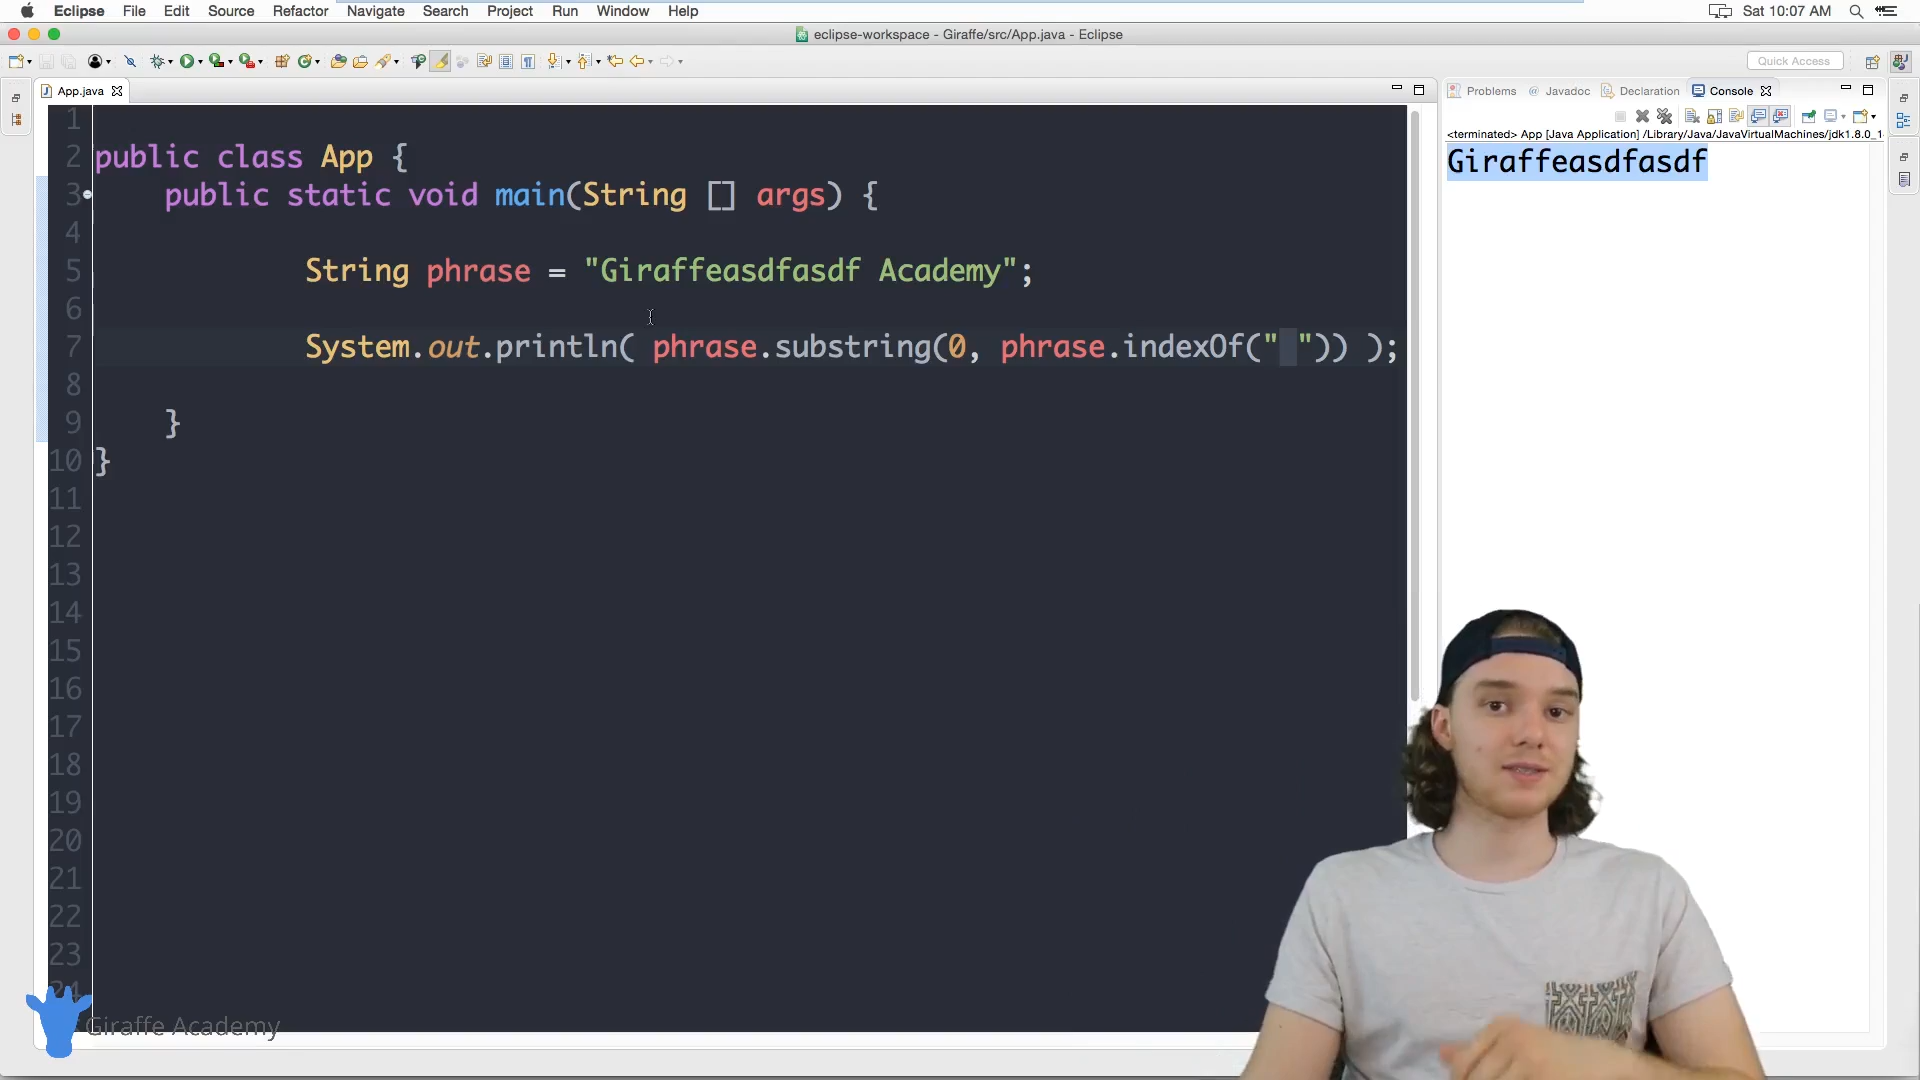 Eclipse File Edit Source Refactor Navigate Search Project Run Window Help Sat 10:07 AM
eclipse-workspace - Giraffe/src/App.java - Eclipse
Quick Access
App.java
Problems Javadoc Declaration Console
<terminated> App [Java Application] /Library/Java/JavaVirtualMachines/jdk1.8.0_1
Giraffeasdfasdf
1
2 public class App {
3 public static void main(String [] args) {
4
5 String phrase = "Giraffeasdfasdf Academy";
6
7 System.out.println( phrase.substring(0, phrase.indexOf(" ")) );
8
9 }
10 }
11
12
13
14
15
16
17
18
19
20
21
22
23
24
Giraffe Academy